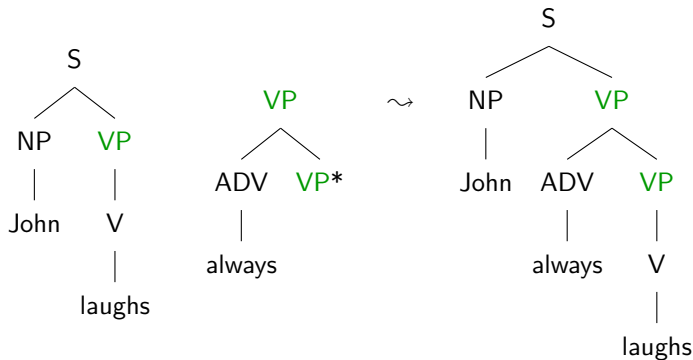 S
S
VP
⤳
NP
VP
NP
VP
ADV
VP*
John
ADV
VP
John
V
always
always
V
laughs
laughs